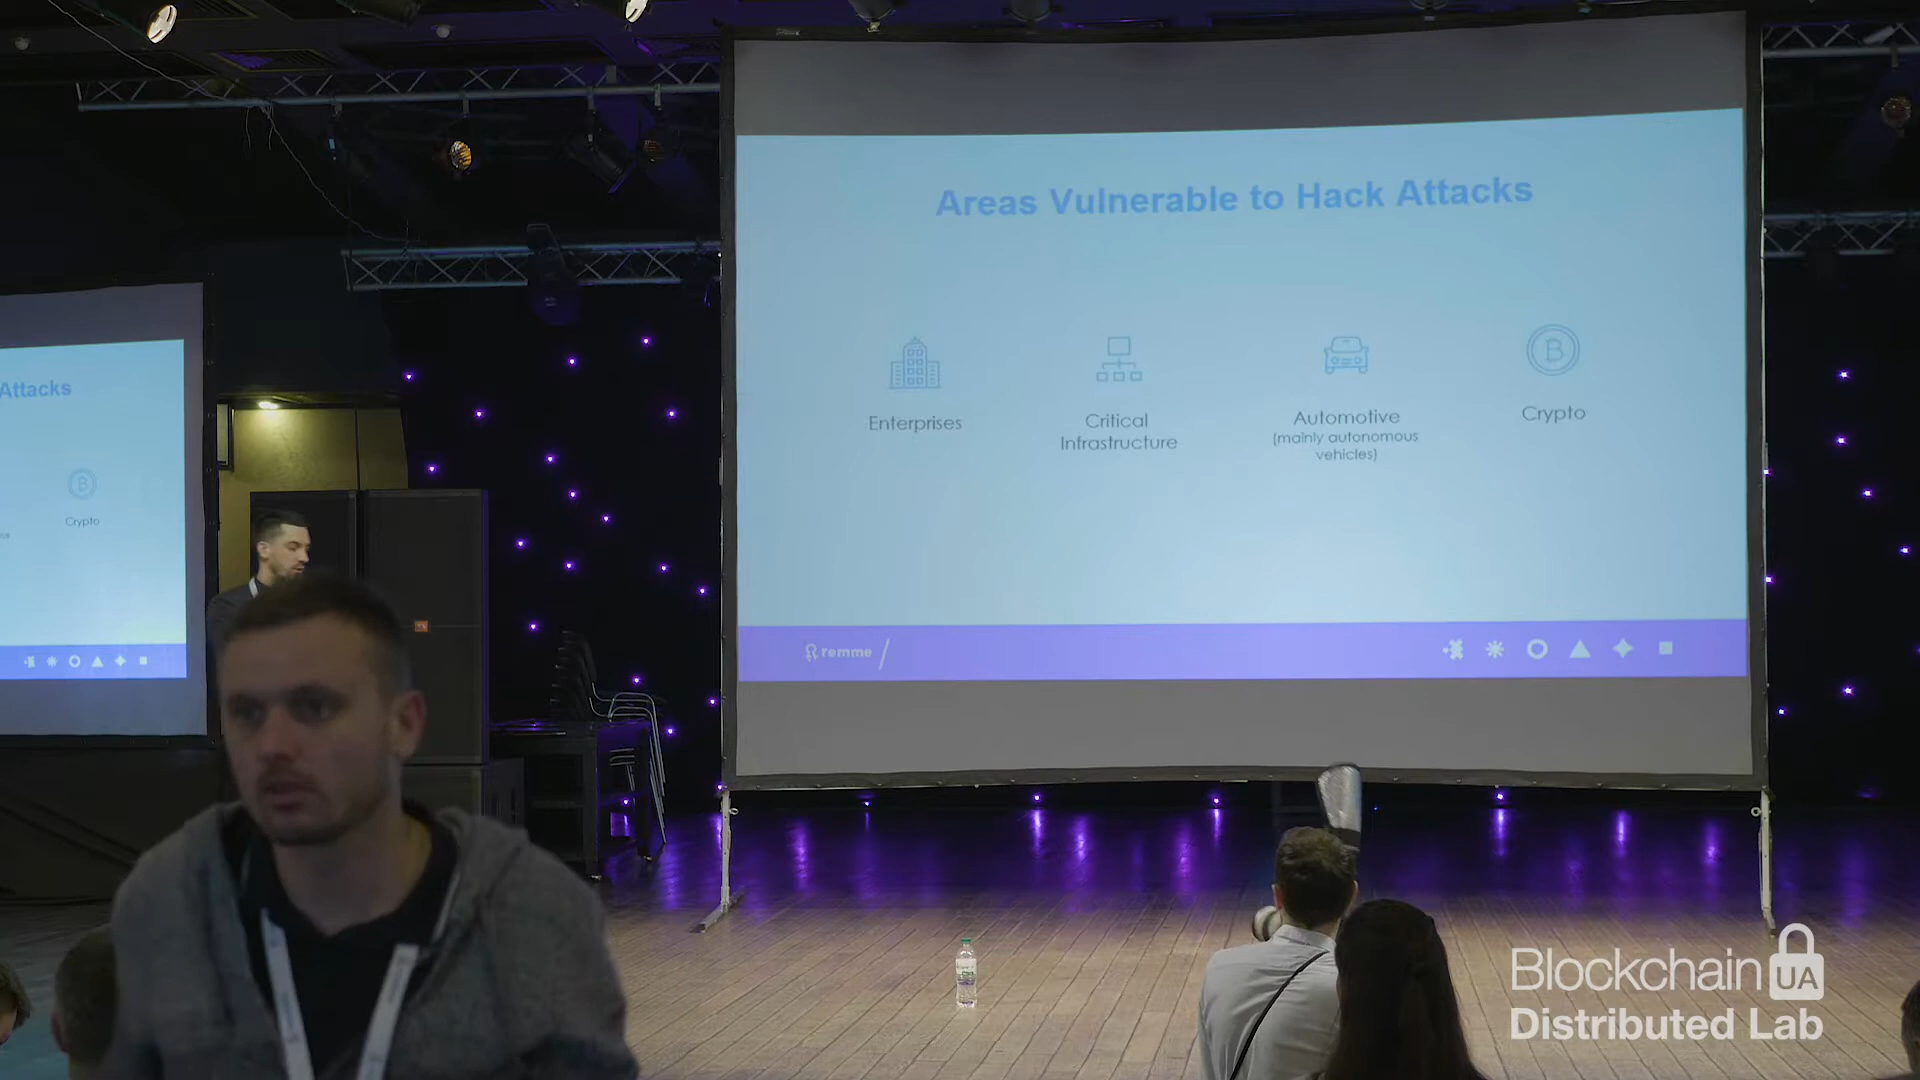 Areas Vulnerable to Hack Attacks
Enterprises
Critical
Infrastructure
Automotive
(mainly autonomous
vehicles)
Crypto
remme
Attacks
Crypto
Blockchain UA
Distributed Lab